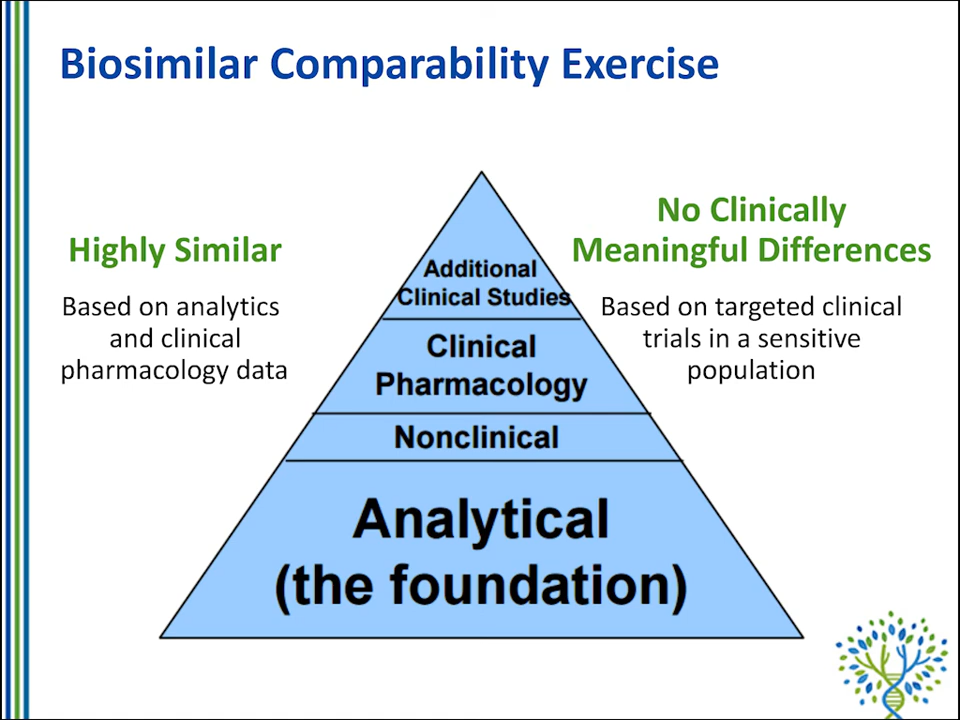 Biosimilar Comparability Exercise
Highly Similar
Based on analytics
and clinical
pharmacology data
No Clinically
Meaningful Differences
Based on targeted clinical
trials in a sensitive
population
Additional
Clinical Studies
Clinical
Pharmacology
Nonclinical
Analytical
(the foundation)